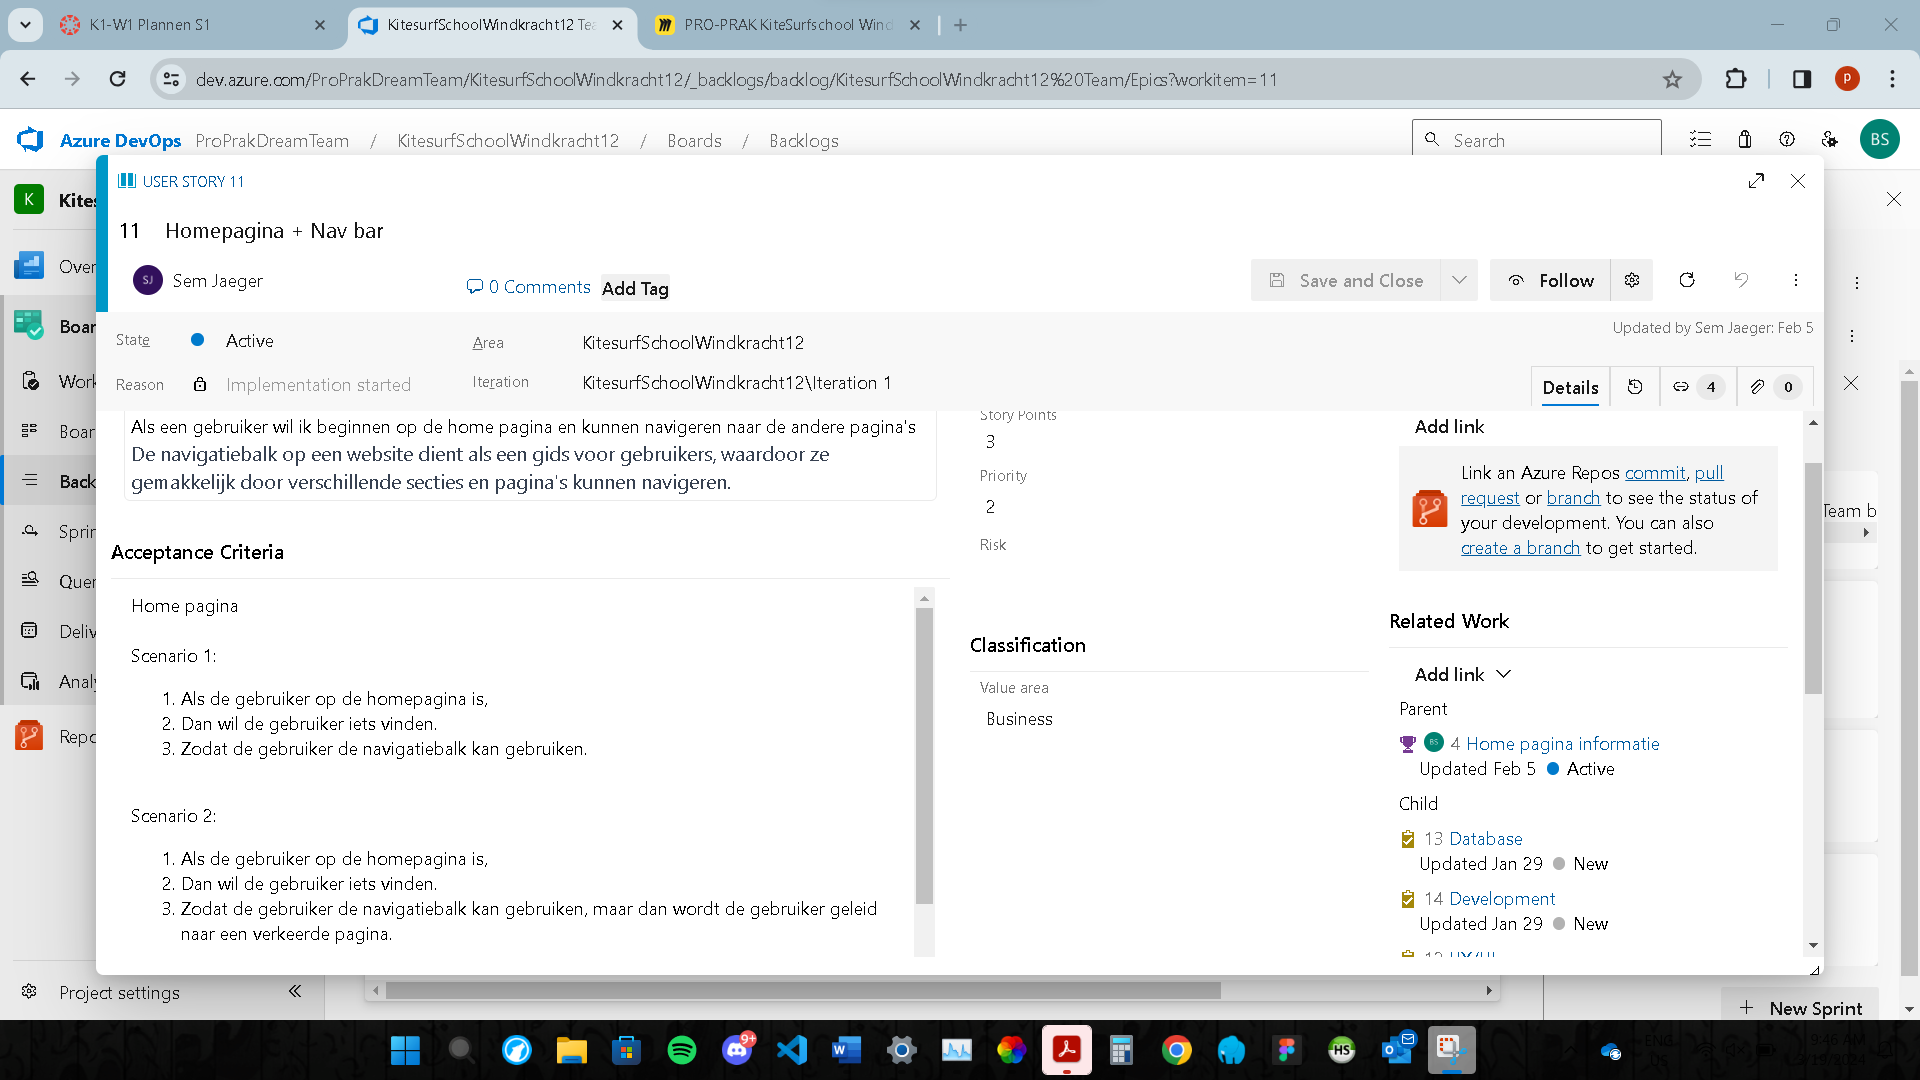 K1-W1 Plannen S1
KitesurfSchoolWindkracht12 Tea
PRO-PRAK KiteSurfschool Wind
dev.azure.com/ProPrakDreamTeam/KitesurfSchoolWindkracht12/_backlogs/backlog/KitesurfSchoolWindkracht12%20Team/Epics?workitem=11
p
Azure DevOps ProPrakDreamTeam / KitesurfSchoolWindkracht12 / Boards / Backlogs
Search
BS
K Kites
Over
Boar
Work
Boar
Back
Sprin
Quer
Deliv
Analy
Repo
Project settings
USER STORY 11
11 Homepagina + Nav bar
SJ Sem Jaeger
0 Comments Add Tag
Save and Close
Follow
State Active
Area KitesurfSchoolWindkracht12
Updated by Sem Jaeger: Feb 5
Reason Implementation started
Iteration KitesurfSchoolWindkracht12\Iteration 1
Details
4
0
Als een gebruiker wil ik beginnen op de home pagina en kunnen navigeren naar de andere pagina's
De navigatiebalk op een website dient als een gids voor gebruikers, waardoor ze
gemakkelijk door verschillende secties en pagina's kunnen navigeren.
Acceptance Criteria
Home pagina
Scenario 1:
1. Als de gebruiker op de homepagina is,
2. Dan wil de gebruiker iets vinden.
3. Zodat de gebruiker de navigatiebalk kan gebruiken.
Scenario 2:
1. Als de gebruiker op de homepagina is,
2. Dan wil de gebruiker iets vinden.
3. Zodat de gebruiker de navigatiebalk kan gebruiken, maar dan wordt de gebruiker geleid
naar een verkeerde pagina.
Story Points
3
Priority
2
Risk
Classification
Value area
Business
Add link
Link an Azure Repos commit, pull
request or branch to see the status of
your development. You can also
create a branch to get started.
Related Work
Add link
Parent
BS 4 Home pagina informatie
Updated Feb 5 Active
Child
13 Database
Updated Jan 29 New
14 Development
Updated Jan 29 New
12 UX/UI
Team b
New Sprint
9+
HS
ENG
9:46 AM